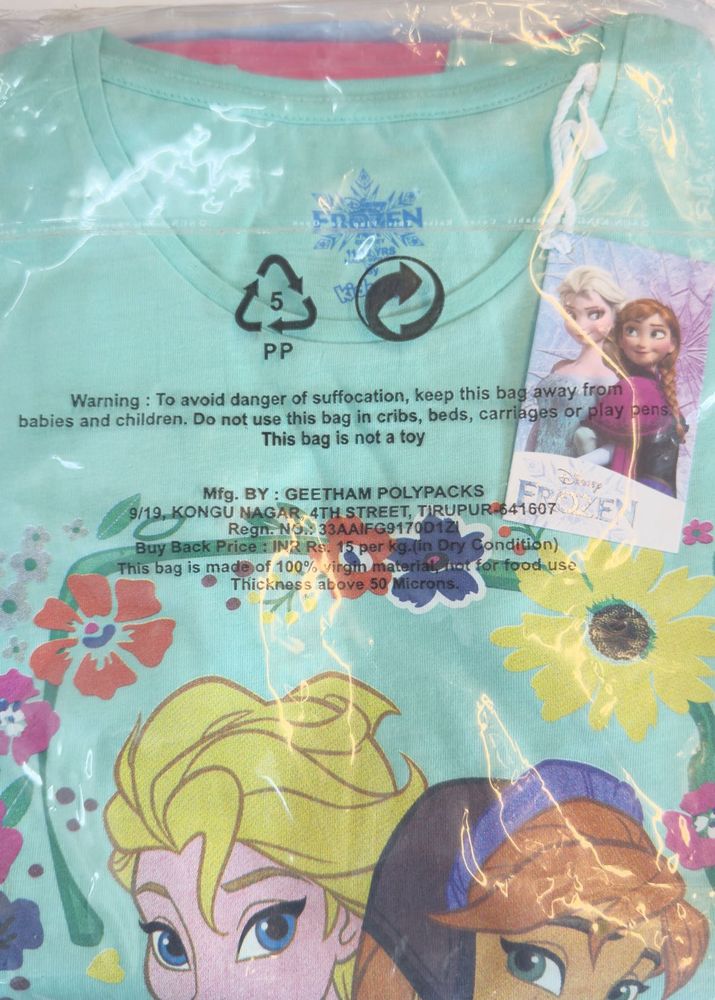 FROZEN
5
PP
Warning : To avoid danger of suffocation, keep this bag away from
babies and children. Do not use this bag in cribs, beds, carriages or play pens.
This bag is not a toy
Disney
FROZEN
Mfg. BY : GEETHAM POLYPACKS
9/19, KONGU NAGAR, 4TH STREET, TIRUPUR-641607
Regn. NO.: 33AAIFG9170D1ZI
Buy Back Price : INR Rs. 15 per kg.(in Dry Condition)
This bag is made of 100% virgin material, not for food use
Thickness above 50 Microns.